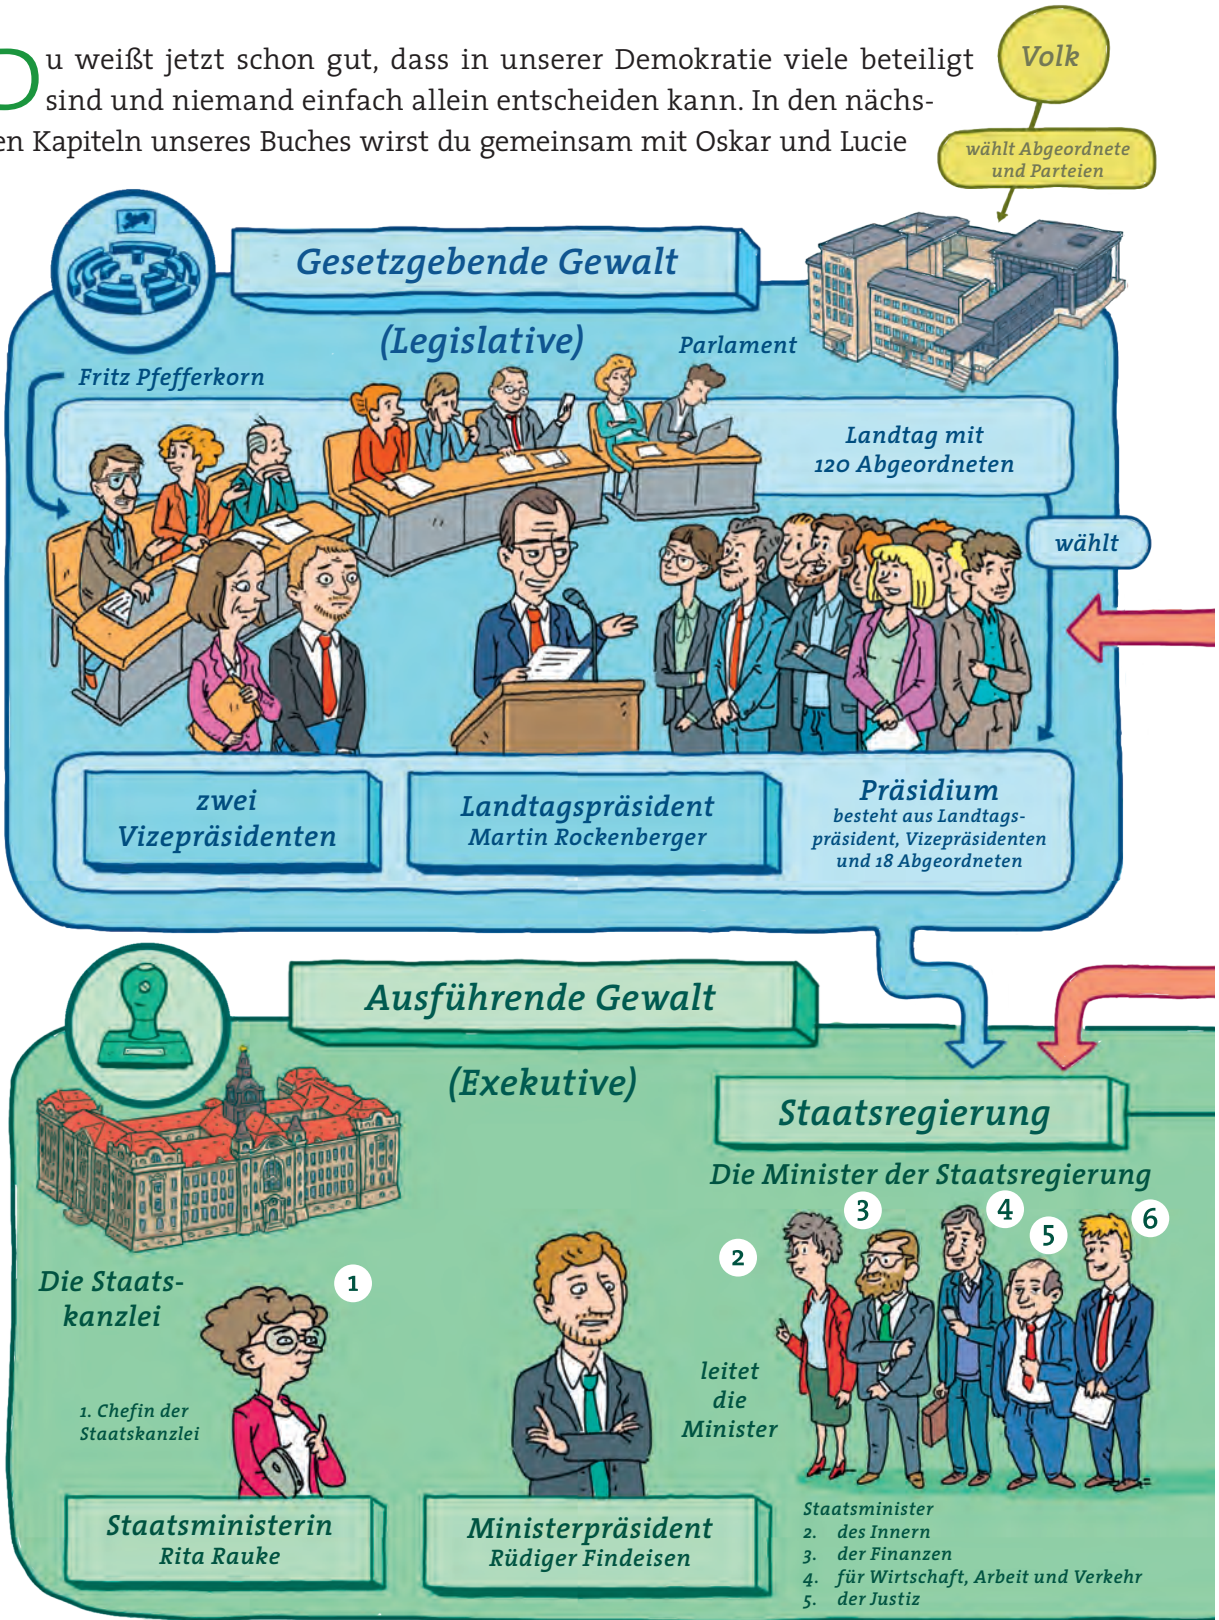 Du weißt jetzt schon gut, dass in unserer Demokratie viele beteiligt
sind und niemand einfach allein entscheiden kann. In den nächs-
en Kapiteln unseres Buches wirst du gemeinsam mit Oskar und Lucie
Volk
wählt Abgeordnete
und Parteien
Gesetzgebende Gewalt
(Legislative)
Parlament
Fritz Pfefferkorn
Landtag mit
120 Abgeordneten
wählt
zwei
Vizepräsidenten
Landtagspräsident
Martin Rockenberger
Präsidium
besteht aus Landtags-
präsident, Vizepräsidenten
und 18 Abgeordneten
Ausführende Gewalt
(Exekutive)
Staatsregierung
Die Minister der Staatsregierung
Die Staats-
kanzlei
1
2
3
4
5
6
1. Chefin der
Staatskanzlei
leitet
die
Minister
Staatsministerin
Rita Rauke
Ministerpräsident
Rüdiger Findeisen
Staatsminister
2. des Innern
3. der Finanzen
4. für Wirtschaft, Arbeit und Verkehr
5. der Justiz